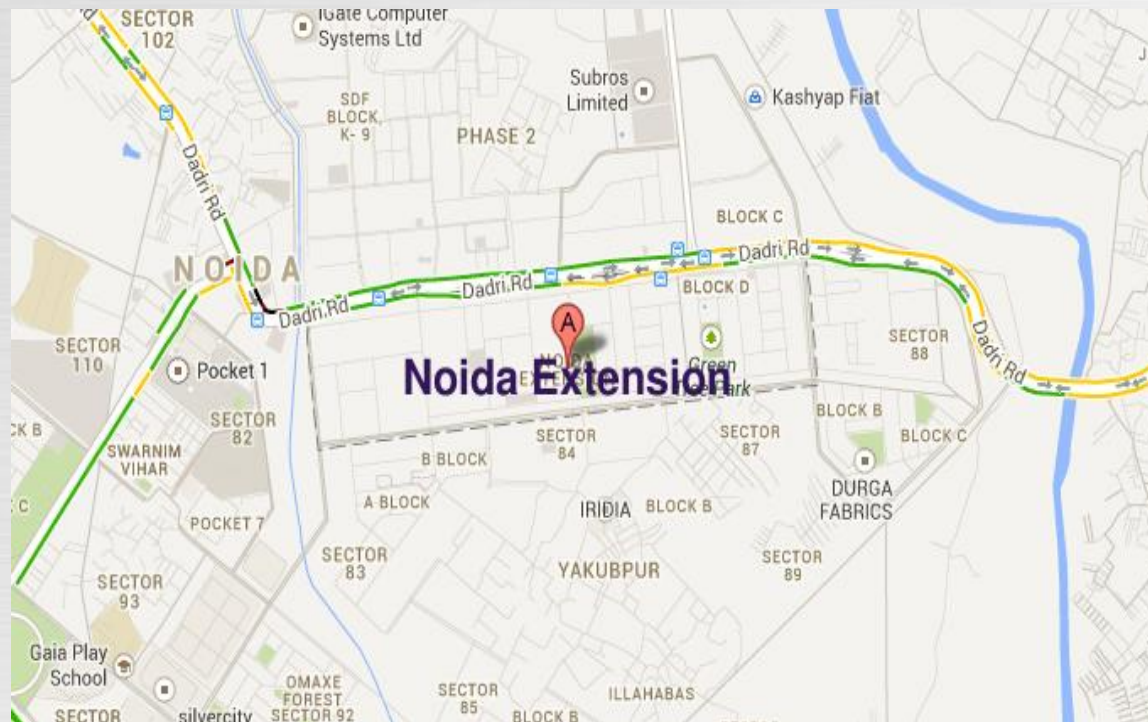 SECTOR
102
iGate Computer
Systems Ltd
Subros
Limited
Kashyap Fiat
SDF
BLOCK,
K- 9
PHASE 2
Dadri Rd
BLOCK C
NOIDA
Dadri Rd
Dadri Rd
Dadri Rd
BLOCK D
A
SECTOR
110
Pocket 1
NOIDA
Noida Extension
Green
Park
SECTOR
88
Dadri Rd
SECTOR
82
SWARNIM
VIHAR
B BLOCK
SECTOR
84
SECTOR
87
BLOCK B
BLOCK C
CK B
C
POCKET 7
A BLOCK
IRIDIA
BLOCK B
DURGA
FABRICS
SECTOR
83
YAKUBPUR
SECTOR
89
SECTOR
93
Gaia Play
School
OMAXE
FOREST
SECTOR 92
SECTOR
85
ILLAHABAS
BLOCK B
SECTOR
silvercity